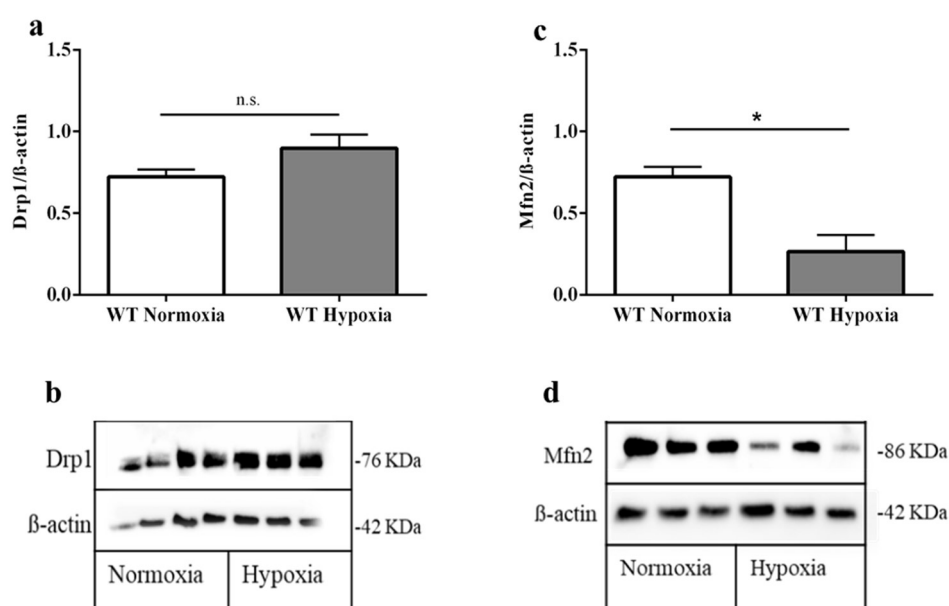 a
1.5
1.0
0.5
0.0
Drp1/ß-actin
n.s.
WT Normoxia
WT Hypoxia
c
1.5
1.0
0.5
0.0
Mfn2/ß-actin
*
WT Normoxia
WT Hypoxia
b
Drp1
-76 KDa
ß-actin
-42 KDa
Normoxia
Hypoxia
d
Mfn2
-86 KDa
ß-actin
-42 KDa
Normoxia
Hypoxia